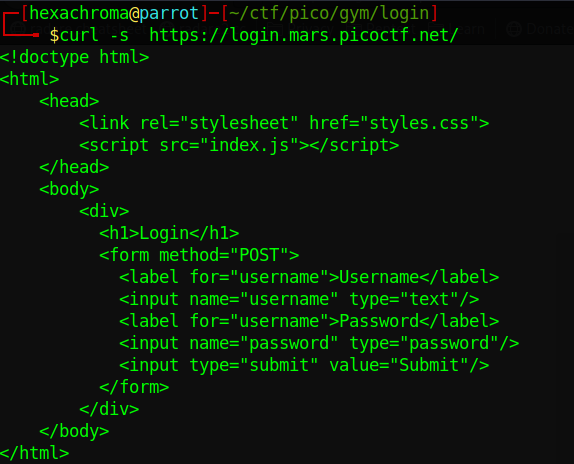 ┌─[hexachroma@parrot]─[~/ctf/pico/gym/login]
└──╼ $curl -s  https://login.mars.picoctf.net/
<!doctype html>
<html>
    <head>
        <link rel="stylesheet" href="styles.css">
        <script src="index.js"></script>
    </head>
    <body>
        <div>
          <h1>Login</h1>
          <form method="POST">
            <label for="username">Username</label>
            <input name="username" type="text"/>
            <label for="username">Password</label>
            <input name="password" type="password"/>
            <input type="submit" value="Submit"/>
          </form>
        </div>
    </body>
</html>
Donate